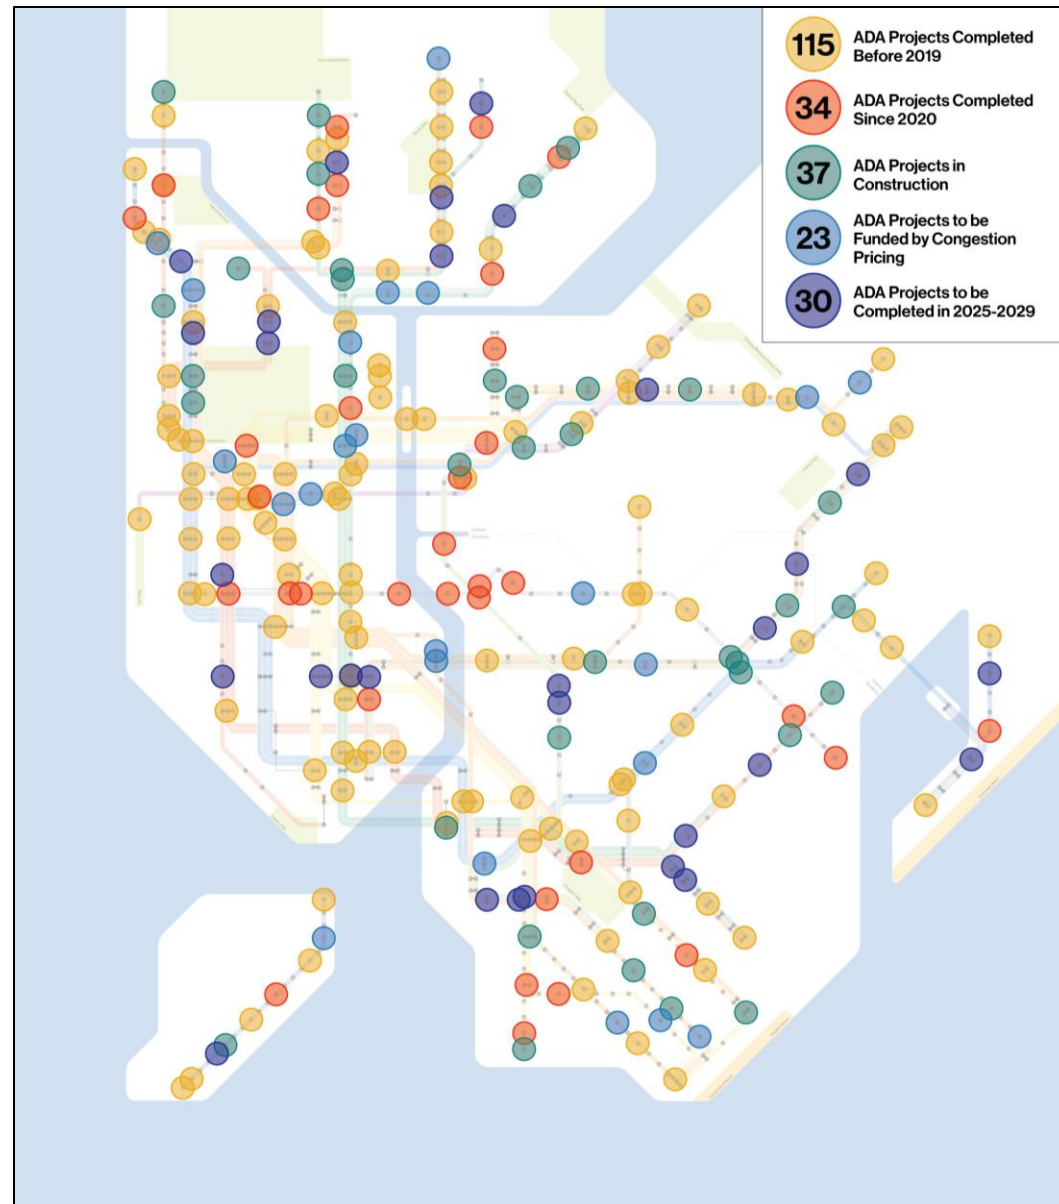 115
ADA Projects Completed
Before 2019
34
ADA Projects Completed
Since 2020
37
ADA Projects in
Construction
23
ADA Projects to be
Funded by Congestion
Pricing
30
ADA Projects to be
Completed in 2025-2029